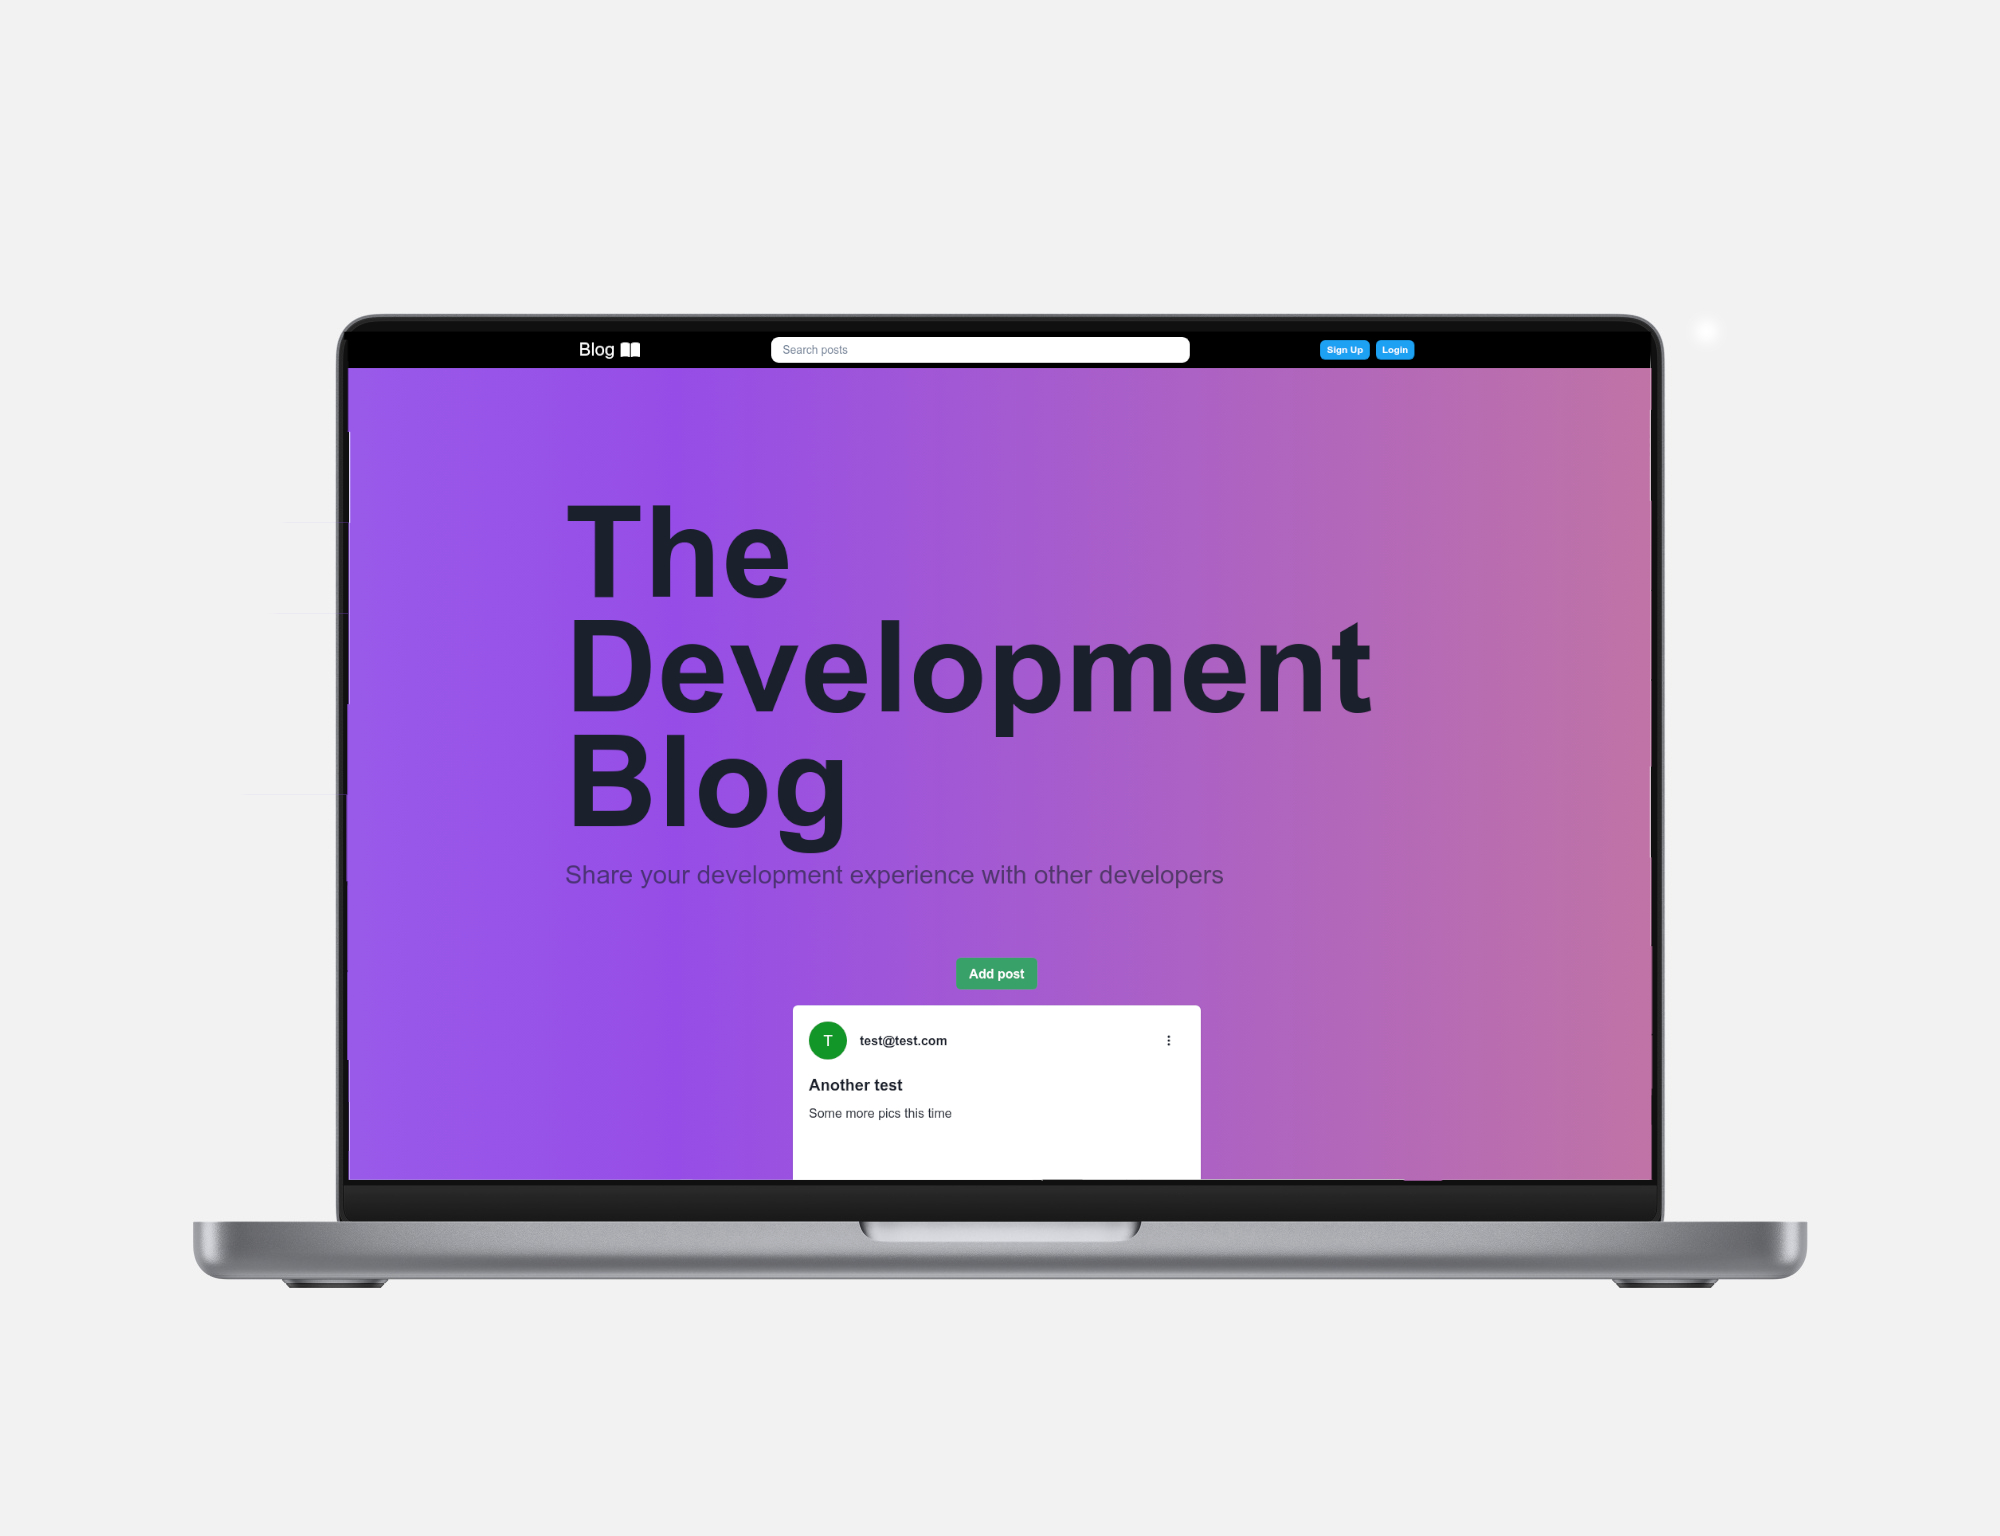 Blog
Search posts
Sign Up
Login
The
Development
Blog
Share your development experience with other developers
Add post
T
test@test.com
Another test
Some more pics this time